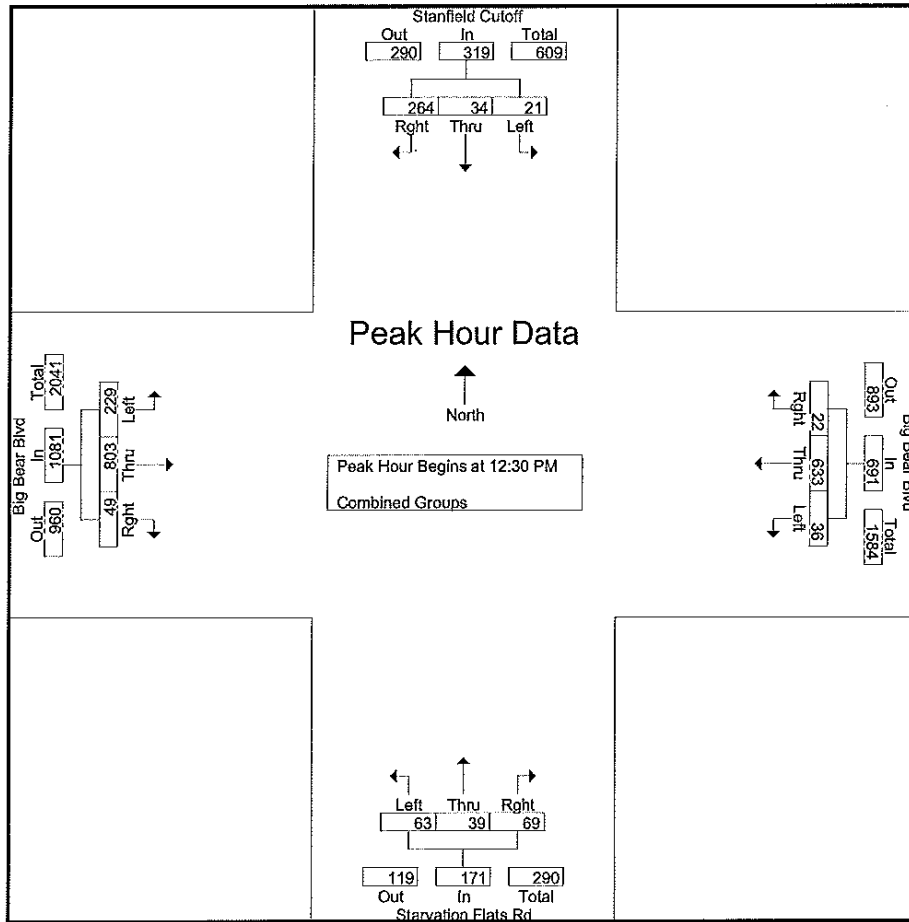 Stanfield Cutoff
Out In Total
290 319 609
264 34 21
Rght Thru Left
Peak Hour Data
North
Peak Hour Begins at 12:30 PM
Combined Groups
Big Bear Blvd
Out In Total
960 1081 2041
49 803 229
Rght Thru Left
Big Bear Blvd
Out In Total
893 691 1584
22 633 36
Rght Thru Left
Left Thru Rght
63 39 69
119 171 290
Out In Total
Starvation Flats Rd